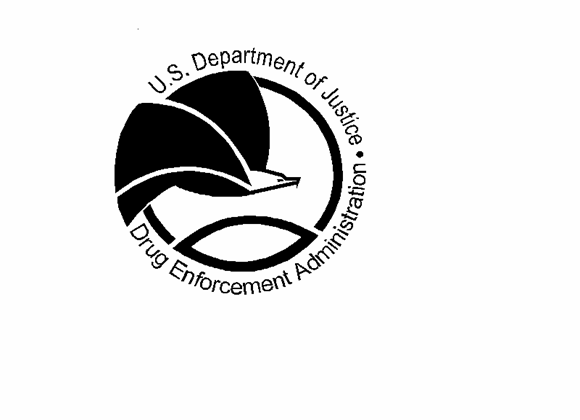 U.S. Department of Justice •
Drug Enforcement Administration